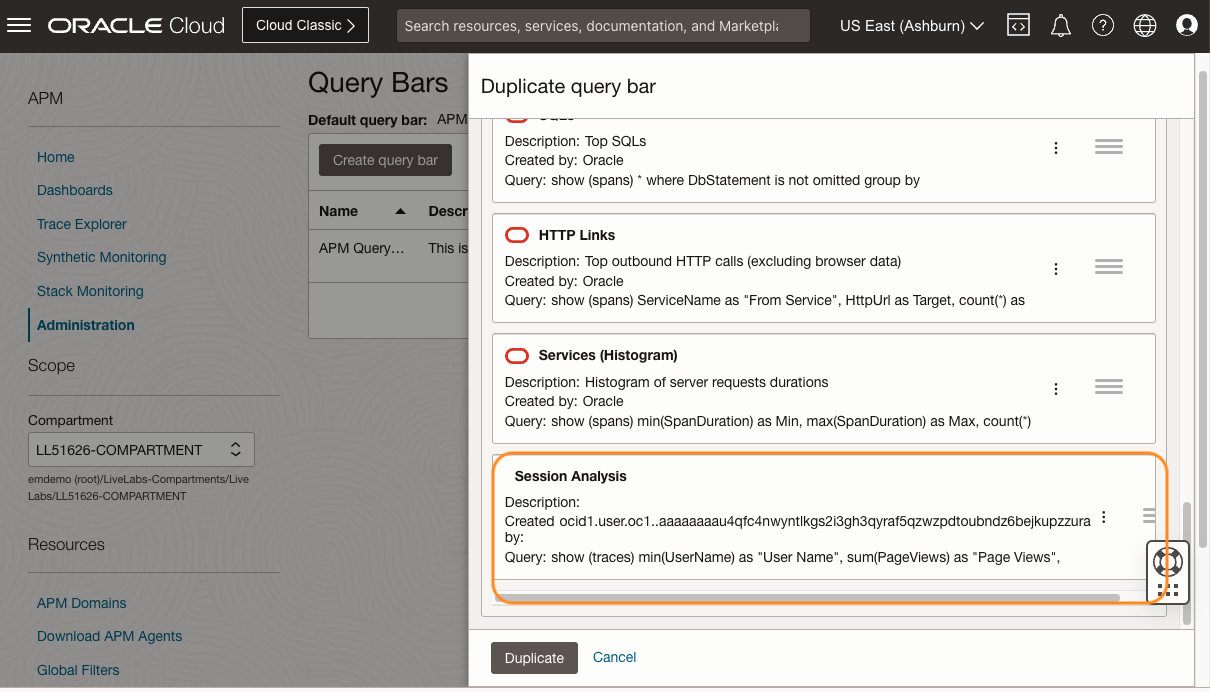 ORACLE Cloud
Cloud Classic
Search resources, services, documentation, and Marketpl
US East (Ashburn)
APM
Home
Dashboards
Trace Explorer
Synthetic Monitoring
Stack Monitoring
Administration
Scope
Compartment
LL51626-COMPARTMENT
emdemo (root)/LiveLabs-Compartments/Live
Labs/LL51626-COMPARTMENT
Resources
APM Domains
Download APM Agents
Global Filters
Query Bars
Default query bar: APM
Create query bar
Name Descr
APM Query... This is
Duplicate query bar
SQLs
Description: Top SQLs
Created by: Oracle
Query: show (spans) * where DbStatement is not omitted group by
HTTP Links
Description: Top outbound HTTP calls (excluding browser data)
Created by: Oracle
Query: show (spans) ServiceName as "From Service", HttpUrl as Target, count(*) as
Services (Histogram)
Description: Histogram of server requests durations
Created by: Oracle
Query: show (spans) min(SpanDuration) as Min, max(SpanDuration) as Max, count(*)
Session Analysis
Description:
Created ocid1.user.oc1..aaaaaaaau4qfc4nwyntlkgs2i3gh3qyraf5qzwzpdtoubndz6bejkupzzura
by:
Query: show (traces) min(UserName) as "User Name", sum(PageViews) as "Page Views",
Duplicate
Cancel